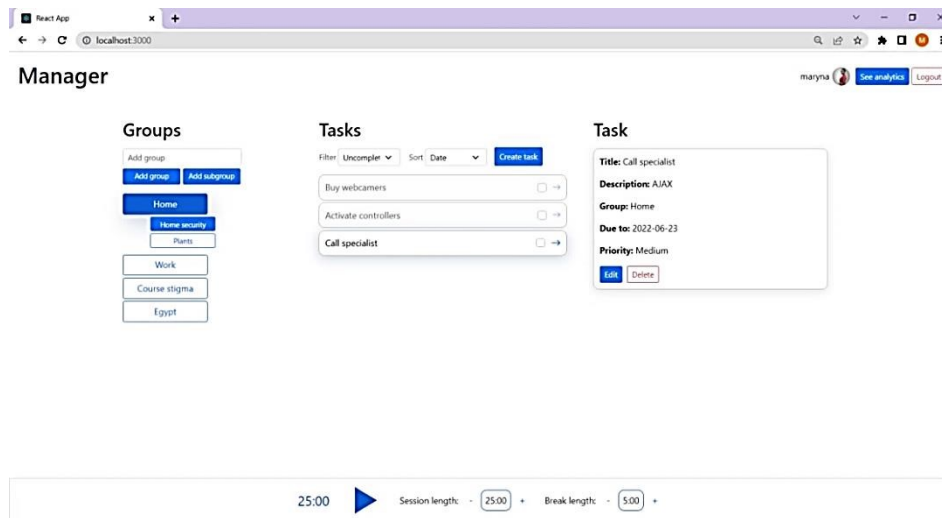 React App
localhost:3000
M
Manager
maryna
See analytics
Logout
Groups
Add group
Add group Add subgroup
Home
Home security
Plants
Work
Course stigma
Egypt
Tasks
Filter Uncomplet Sort Date Create task
Buy webcamers
Activate controllers
Call specialist
Task
Title: Call specialist
Description: AJAX
Group: Home
Due to: 2022-06-23
Priority: Medium
Edit Delete
25:00 Session length: - 25:00 + Break length: - 5:00 +